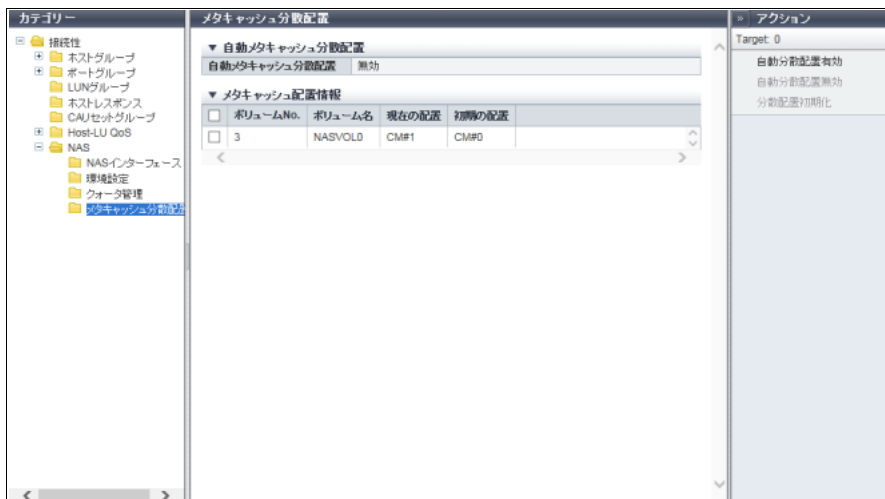 カテゴリー
接続性
ホストグループ
ポートグループ
LUNグループ
ホストレスポンス
CA/Uセットグループ
Host-LU QoS
NAS
NASインターフェース
環境設定
クォータ管理
メタキャッシュ分散配
メタキャッシュ分散配置
▼ 自動メタキャッシュ分散配置
自動メタキャッシュ分散配置 無効
▼ メタキャッシュ配置情報
ボリュームNo. ボリューム名 現在の配置 初期の配置
3 NASVOL0 CM#1 CM#0
» アクション
Target: 0
自動分散配置有効
自動分散配置無効
分散配置初期化